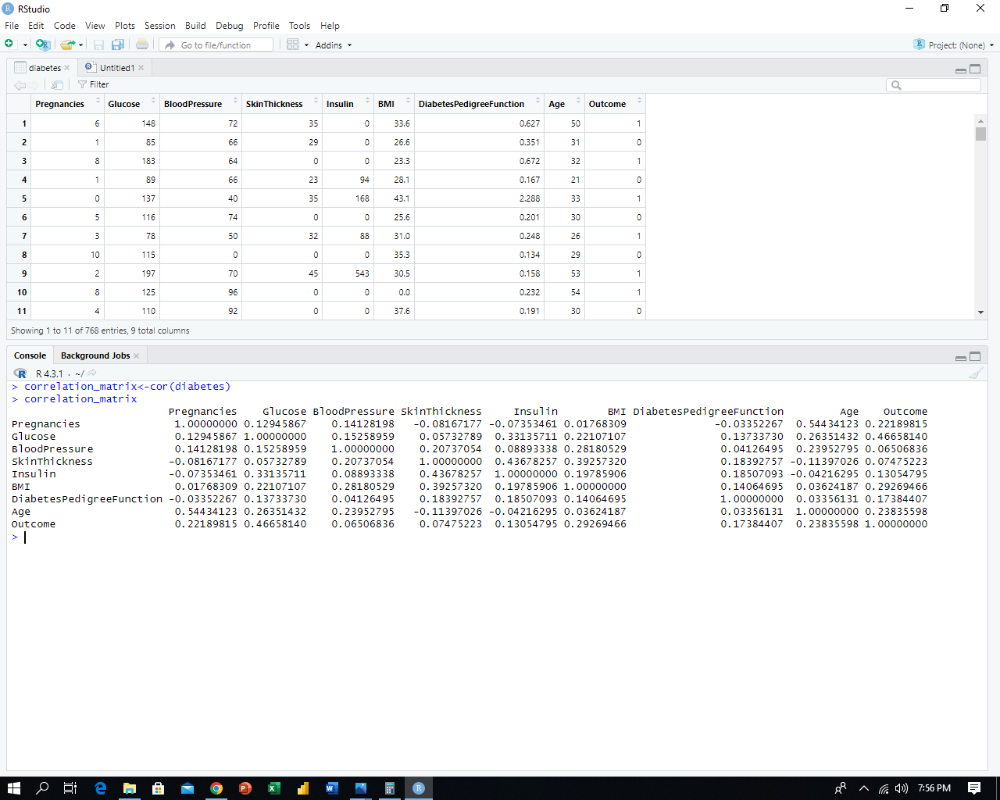 RStudio
File Edit Code View Plots Session Build Debug Profile Tools Help
Go to file/function Addins Project: (None)
diabetes Untitled1
Filter
Pregnancies Glucose BloodPressure SkinThickness Insulin BMI DiabetesPedigreeFunction Age Outcome
1 6 148 72 35 0 33.6 0.627 50 1
2 1 85 66 29 0 26.6 0.351 31 0
3 8 183 64 0 0 23.3 0.672 32 1
4 1 89 66 23 94 28.1 0.167 21 0
5 0 137 40 35 168 43.1 2.288 33 1
6 5 116 74 0 0 25.6 0.201 30 0
7 3 78 50 32 88 31.0 0.248 26 1
8 10 115 0 0 0 35.3 0.134 29 0
9 2 197 70 45 543 30.5 0.158 53 1
10 8 125 96 0 0 0.0 0.232 54 1
11 4 110 92 0 0 37.6 0.191 30 0
Showing 1 to 11 of 768 entries, 9 total columns
Console Background Jobs
R 4.3.1 · ~/
> correlation_matrix<-cor(diabetes)
> correlation_matrix
Pregnancies Glucose BloodPressure SkinThickness Insulin BMI DiabetesPedigreeFunction Age Outcome
Pregnancies 1.00000000 0.12945867 0.14128198 -0.08167177 -0.07353461 0.01768309 -0.03352267 0.54434123 0.22189815
Glucose 0.12945867 1.00000000 0.15258959 0.05732789 0.33135711 0.22107107 0.13733730 0.26351432 0.46658140
BloodPressure 0.14128198 0.15258959 1.00000000 0.20737054 0.08893338 0.28180529 0.04126495 0.23952795 0.06506836
SkinThickness -0.08167177 0.05732789 0.20737054 1.00000000 0.43678257 0.39257320 0.18392757 -0.11397026 0.07475223
Insulin -0.07353461 0.33135711 0.08893338 0.43678257 1.00000000 0.19785906 0.18507093 -0.04216295 0.13054795
BMI 0.01768309 0.22107107 0.28180529 0.39257320 0.19785906 1.00000000 0.14064695 0.03624187 0.29269466
DiabetesPedigreeFunction -0.03352267 0.13733730 0.04126495 0.18392757 0.18507093 0.14064695 1.00000000 0.03356131 0.17384407
Age 0.54434123 0.26351432 0.23952795 -0.11397026 -0.04216295 0.03624187 0.03356131 1.00000000 0.23835598
Outcome 0.22189815 0.46658140 0.06506836 0.07475223 0.13054795 0.29269466 0.17384407 0.23835598 1.00000000
>
7:56 PM